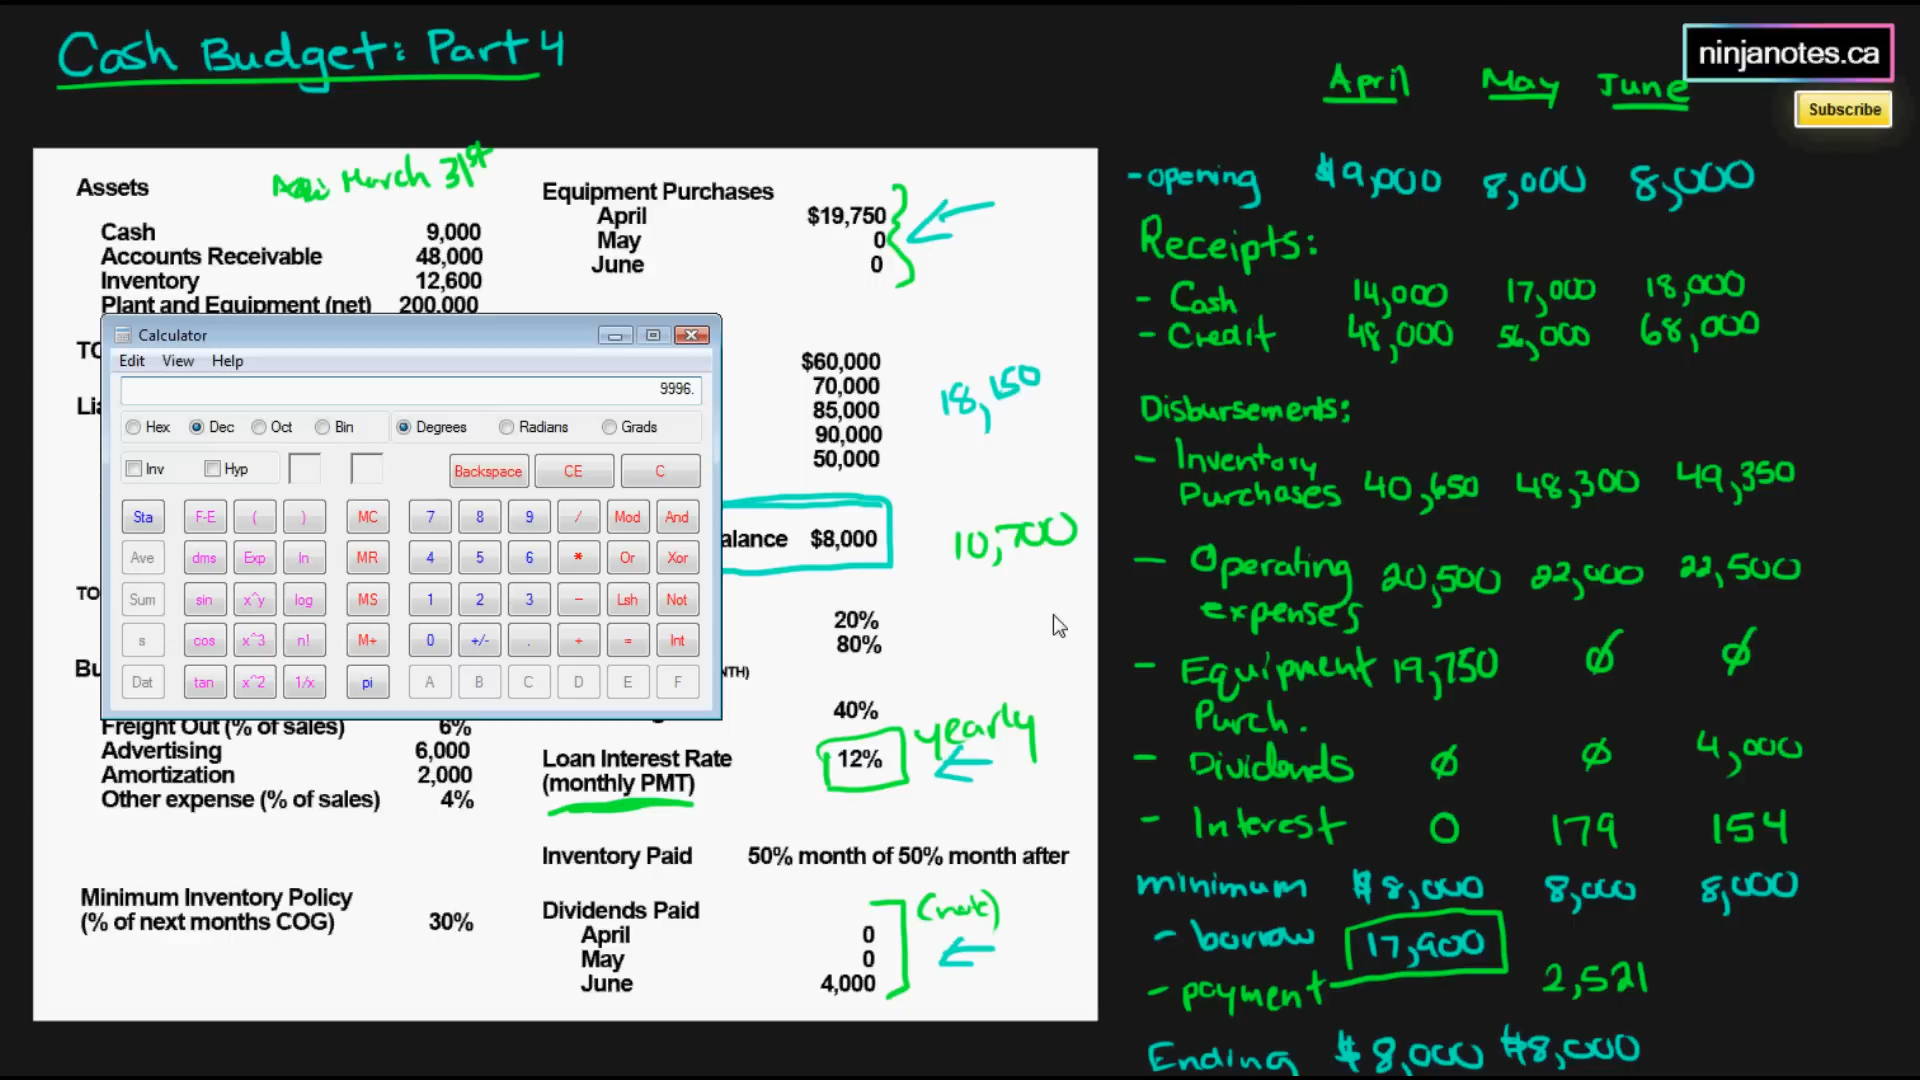 Cash Budget: Part 4
ninjanotes.ca
Subscribe
April May June
Assets
March 31st
Cash 9,000
Accounts Receivable 48,000
Inventory 12,600
Plant and Equipment (net) 200,000
Equipment Purchases
April $19,750
May 0
June 0
Calculator
Edit View Help
9996.
Hex Dec Oct Bin Degrees Radians Grads
Inv Hyp Backspace CE C
Sta F-E ( ) MC 7 8 9 / Mod And
Ave dms Exp ln MR 4 5 6 * Or Xor
Sum sin x^y log MS 1 2 3 - Lsh Not
s cos x^3 n! M+ 0 +/- . + = Int
Dat tan x^2 1/x pi A B C D E F
$60,000
70,000
85,000
90,000
50,000
18,150
alance $8,000
10,700
20%
80%
NTH)
40%
Freight Out (% of sales) 6%
Advertising 6,000
Amortization 2,000
Other expense (% of sales) 4%
Loan Interest Rate 12% yearly
(monthly PMT)
Inventory Paid 50% month of 50% month after
Minimum Inventory Policy
(% of next months COG) 30%
Dividends Paid
April 0
May 0
June 4,000
- opening $9,000 8,000 8,000
Receipts:
- Cash 14,000 17,000 18,000
- Credit 48,000 56,000 68,000
Disbursements:
- Inventory
Purchases 40,650 48,300 49,350
- Operating
expenses 20,500 22,000 22,500
- Equipment 19,750 0 0
Purch.
- Dividends 0 0 4,000
- Interest 0 179 154
minimum $8,000 8,000 8,000
- borrow 17,900
- payment 2,521
Ending $8,000 $8,000